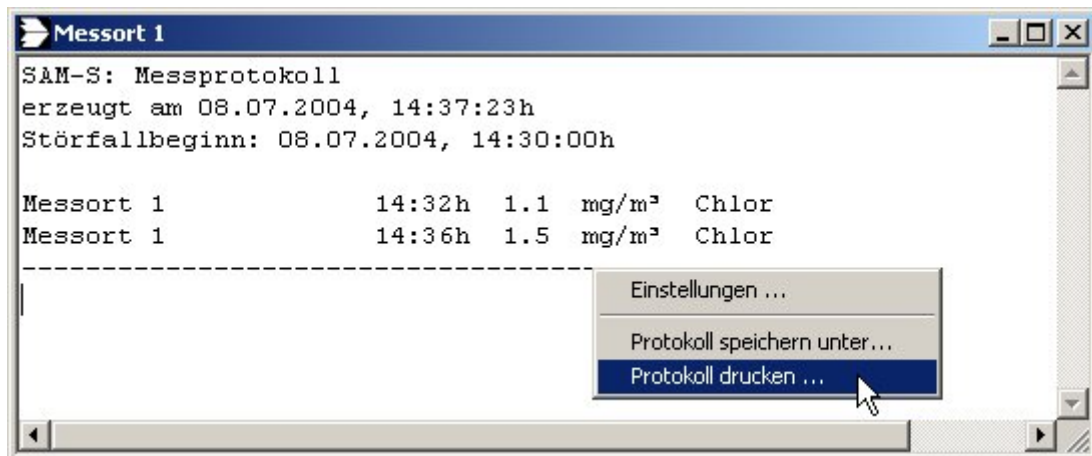 Messort 1
SAM-S: Messprotokoll
erzeugt am 08.07.2004, 14:37:23h
Störfallbeginn: 08.07.2004, 14:30:00h
Messort 1 14:32h 1.1 mg/m³ Chlor
Messort 1 14:36h 1.5 mg/m³ Chlor
------------------------------------
Einstellungen ...
Protokoll speichern unter...
Protokoll drucken ...